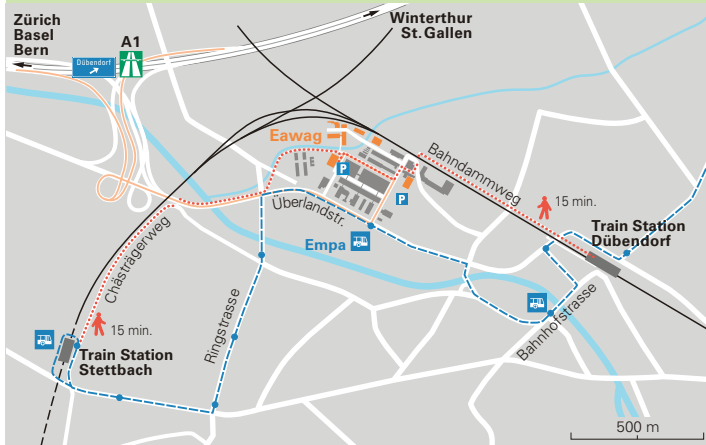 Zürich
Basel
Bern
A1
Dübendorf
Winterthur
St. Gallen
Eawag
P
P
Bahndammweg
15 min.
Train Station
Dübendorf
Überlandstr.
Empa
Chästrägerweg
Ringstrasse
Bahnhofstrasse
15 min.
Train Station
Stettbach
500 m